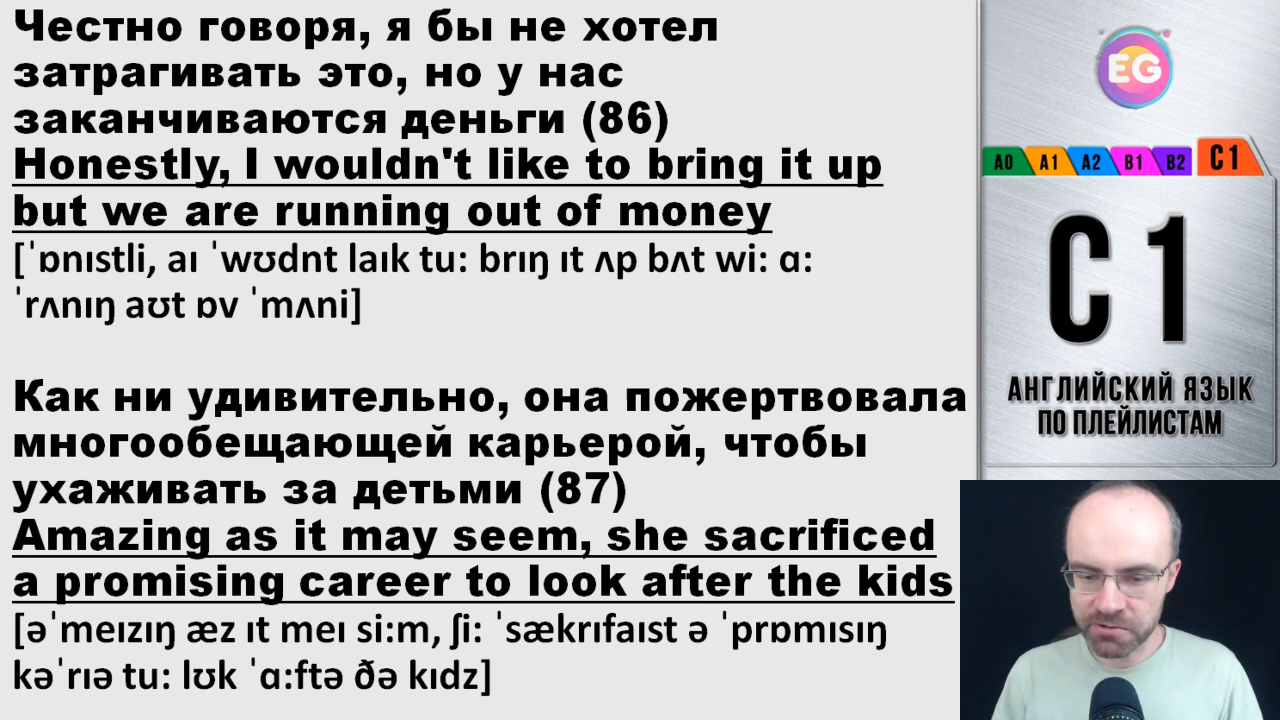 Честно говоря, я бы не хотел
затрагивать это, но у нас
заканчиваются деньги (86)
Honestly, I wouldn't like to bring it up
but we are running out of money
[ˈɒnɪstli, aɪ ˈwʊdnt laɪk tu: brɪŋ ɪt ʌp bʌt wi: ɑ:
ˈrʌnɪŋ aʊt ɒv ˈmʌni]
Как ни удивительно, она пожертвовала
многообещающей карьерой, чтобы
ухаживать за детьми (87)
Amazing as it may seem, she sacrificed
a promising career to look after the kids
[əˈmeɪzɪŋ æz ɪt meɪ si:m, ʃi: ˈsækrɪfaɪst ə ˈprɒmɪsɪŋ
kəˈrɪə tu: lʊk ˈɑ:ftə ðə kɪdz]
EG
A0 A1 A2 B1 B2 C1
C1
АНГЛИЙСКИЙ ЯЗЫК
ПО ПЛЕЙЛИСТАМ